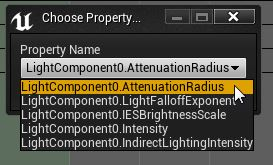 Choose Property...
Property Name
LightComponent0.AttenuationRadius
LightComponent0.AttenuationRadius
LightComponent0.LightFalloffExponent
LightComponent0.IESBrightnessScale
LightComponent0.Intensity
LightComponent0.IndirectLightingIntensity